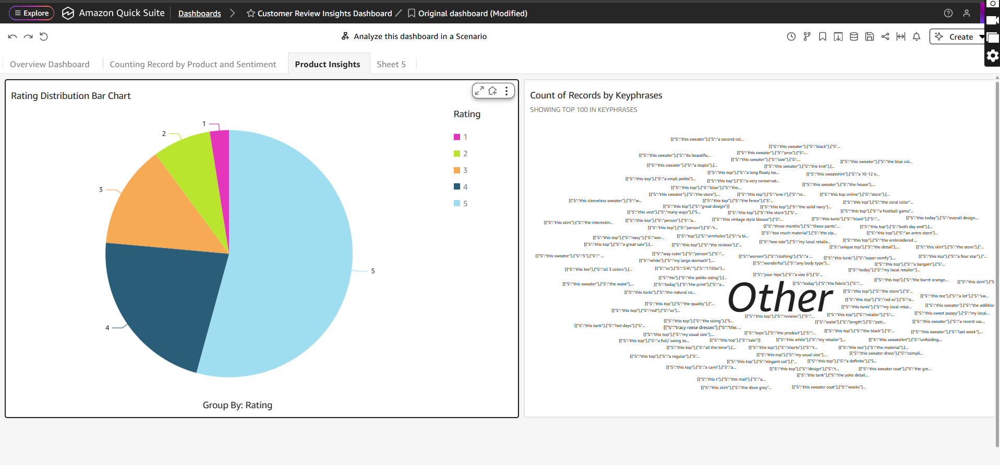 Explore
Amazon Quick Suite
Dashboards
Customer Review Insights Dashboard
Original dashboard (Modified)
Analyze this dashboard in a Scenario
Create
Overview Dashboard
Counting Record by Product and Sentiment
Product Insights
Sheet 5
Rating Distribution Bar Chart
Rating
1
2
3
4
5
1
2
3
4
5
Group By: Rating
Count of Records by Keyphrases
SHOWING TOP 100 IN KEYPHRASES
[{"S":"this sweater"},{"S":"a second col...
[{"S":"this sweater"},{"S":"black"},{"S"...
[{"S":"this sweater"},{"S":"pros"},{"S":...
[{"S":"this sweater"},{"S":"its beautifu...
[{"S":"this sweater"},{"S":"size"},{"S":...
[{"S":"this sweater"},{"S":"the blue col...
[{"S":"this sweater"},{"S":"a staple"},{...
[{"S":"this sweater"},{"S":"the knit"},{...
[{"S":"this top"},{"S":"a long floaty bo...
[{"S":"this sweatshirt"},{"S":"a 10-12 o...
[{"S":"this top"},{"S":"a small petite"}...
[{"S":"this top"},{"S":"a very conservat...
[{"S":"this sweater"},{"S":"the house"},...
[{"S":"this top"},{"S":"blue"},{"S":"the...
[{"S":"this sweater"},{"S":"the store"},...
[{"S":"this top"},{"S":"one i"},{"S":"re...
[{"S":"this top online"},{"S":"store"},{...
[{"S":"this sleeveless sweater"},{"S":"w...
[{"S":"this top"},{"S":"the fence"},{"S"...
[{"S":"this top"},{"S":"the coral color"...
[{"S":"this top"},{"S":"great design"}]
[{"S":"this top"},{"S":"the solid navy"}...
[{"S":"this vest"},{"S":"many ways"},{"S...
[{"S":"this top"},{"S":"the store"},{"S"...
[{"S":"this top"},{"S":"a football game"...
[{"S":"this skirt"},{"S":"the interestin...
[{"S":"this top"},{"S":"person"},{"S":"a...
[{"S":"this vintage style blouse"},{"S":...
[{"S":"this tunic"},{"S":"black"},{"S":"...
[{"S":"this today"},{"S":"overall design...
[{"S":"this top"},{"S":"person"},{"S":"t...
[{"S":"three months"},{"S":"these pants"...
[{"S":"this top"},{"S":"both day and"},{...
[{"S":"too much material"},{"S":"the zip...
[{"S":"this top"},{"S":"an antro store"}...
[{"S":"this top"},{"S":"navy"},{"S":"wor...
[{"S":"top"},{"S":"armholes"},{"S":"a bi...
[{"S":"this top"},{"S":"a great sale"},{...
[{"S":"this top"},{"S":"the reviews"},{"...
[{"S":"two size"},{"S":"my local retaile...
[{"S":"this top"},{"S":"the embroidered ...
[{"S":"unique top"},{"S":"the detail"},...
[{"S":"this skirt"},{"S":"the store"},{"...
[{"S":"this sweater"},{"S":"5"},{"S":" ...
[{"S":"way cuter"},{"S":"person"},{"S":"...
[{"S":"women"},{"S":"clothing"},{"S":"a ...
[{"S":"this tunic"},{"S":"super comfy"},...
[{"S":"this top"},{"S":"a four star"},{"...
[{"S":"white"},{"S":"my large stomach"},...
[{"S":"wonderful"},{"S":"any body type"}...
[{"S":"this top"},{"S":"a bargain"},{"S"...
[{"S":"this tee"},{"S":"all 3 colors"},{...
[{"S":"xs"},{"S":"5'4\""},{"S":"115lbs"}...
[{"S":"today"},{"S":"my local retailer"}...
[{"S":"your hips"},{"S":"a size 6"},{"S"...
[{"S":"tts"},{"S":"the petite sizing"},{...
[{"S":"this top"},{"S":"the burnt orange...
[{"S":"this sweater"},{"S":"the waist"},...
[{"S":"today"},{"S":"the print"},{"S":"a...
[{"S":"today"},{"S":"the fabric"},{"S":"...
[{"S":"this skirt"},{"S
[{"S":"this tunic"},{"S":"the natural co...
Other
[{"S":"this top"},{"S":"the store"},{"S"...
[{"S":"this tee"},{"S":"a lot"},{"S":"sw...
[{"S":"this top"},{"S":"red xs"},{"S":"o...
[{"S":"this top"},{"S":"the quality"},{"...
[{"S":"this tunic"},{"S":"my local retai...
[{"S":"this sweater"},{"S":"the addition
[{"S":"this top"},{"S":"red"},{"S":"xs"}...
[{"S":"this top"},{"S":"reviews"},{"S":"...
[{"S":"this top"},{"S":"retailer"},{"S":...
[{"S":"this sweet puppy"},{"S":"my local...
[{"S":"this top"},{"S":"the sizing"},{"S...
[{"S":"waist"},{"S":"length"},{"S":"peti...
[{"S":"this sweater"},{"S":"a recent vac...
[{"S":"this tank"},{"S":"hot days"},{"S"...
[{"S":"tracy reese dresses"},{"S":"this ...
[{"S":"this top"},{"S":"my usual size"},...
[{"S":"tops"},{"S":"the product"},{"S":"...
[{"S":"this top"},{"S":"the black"},{"S"...
[{"S":"this sweater"},{"S":"last week"},...
[{"S":"this top"},{"S":"a full/ swing to...
[{"S":"this top"},{"S":"sale"}]
[{"S":"this while"},{"S":"my retailer"},...
[{"S":"this sweatshirt"},{"S":"unfolding...
[{"S":"this top"},{"S":"all the time"},{...
[{"S":"this top"},{"S":"shorts"},{"S":"t...
[{"S":"this tee"},{"S":"the material"},{...
[{"S":"this top"},{"S":"a regular"},{"S"...
[{"S":"this top"},{"S":"my usual size"},...
[{"S":"this sweater dress"},{"S":"compli...
[{"S":"this top"},{"S":"elegant cut"},{"...
[{"S":"this top"},{"S":"a definite"},{"S...
[{"S":"this top"},{"S":"a cami"},{"S":"a...
[{"S":"this top"},{"S":"design"},{"S":"t...
[{"S":"this sweater coat"},{"S":"the gre...
[{"S":"this tank"},{"S":"the yoke detail...
[{"S":"this t"},{"S":"the mail"},{"S":"a...
[{"S":"this skirt"},{"S":"the dove grey"...
[{"S":"this sweater coat"},{"S":"weeks"}...